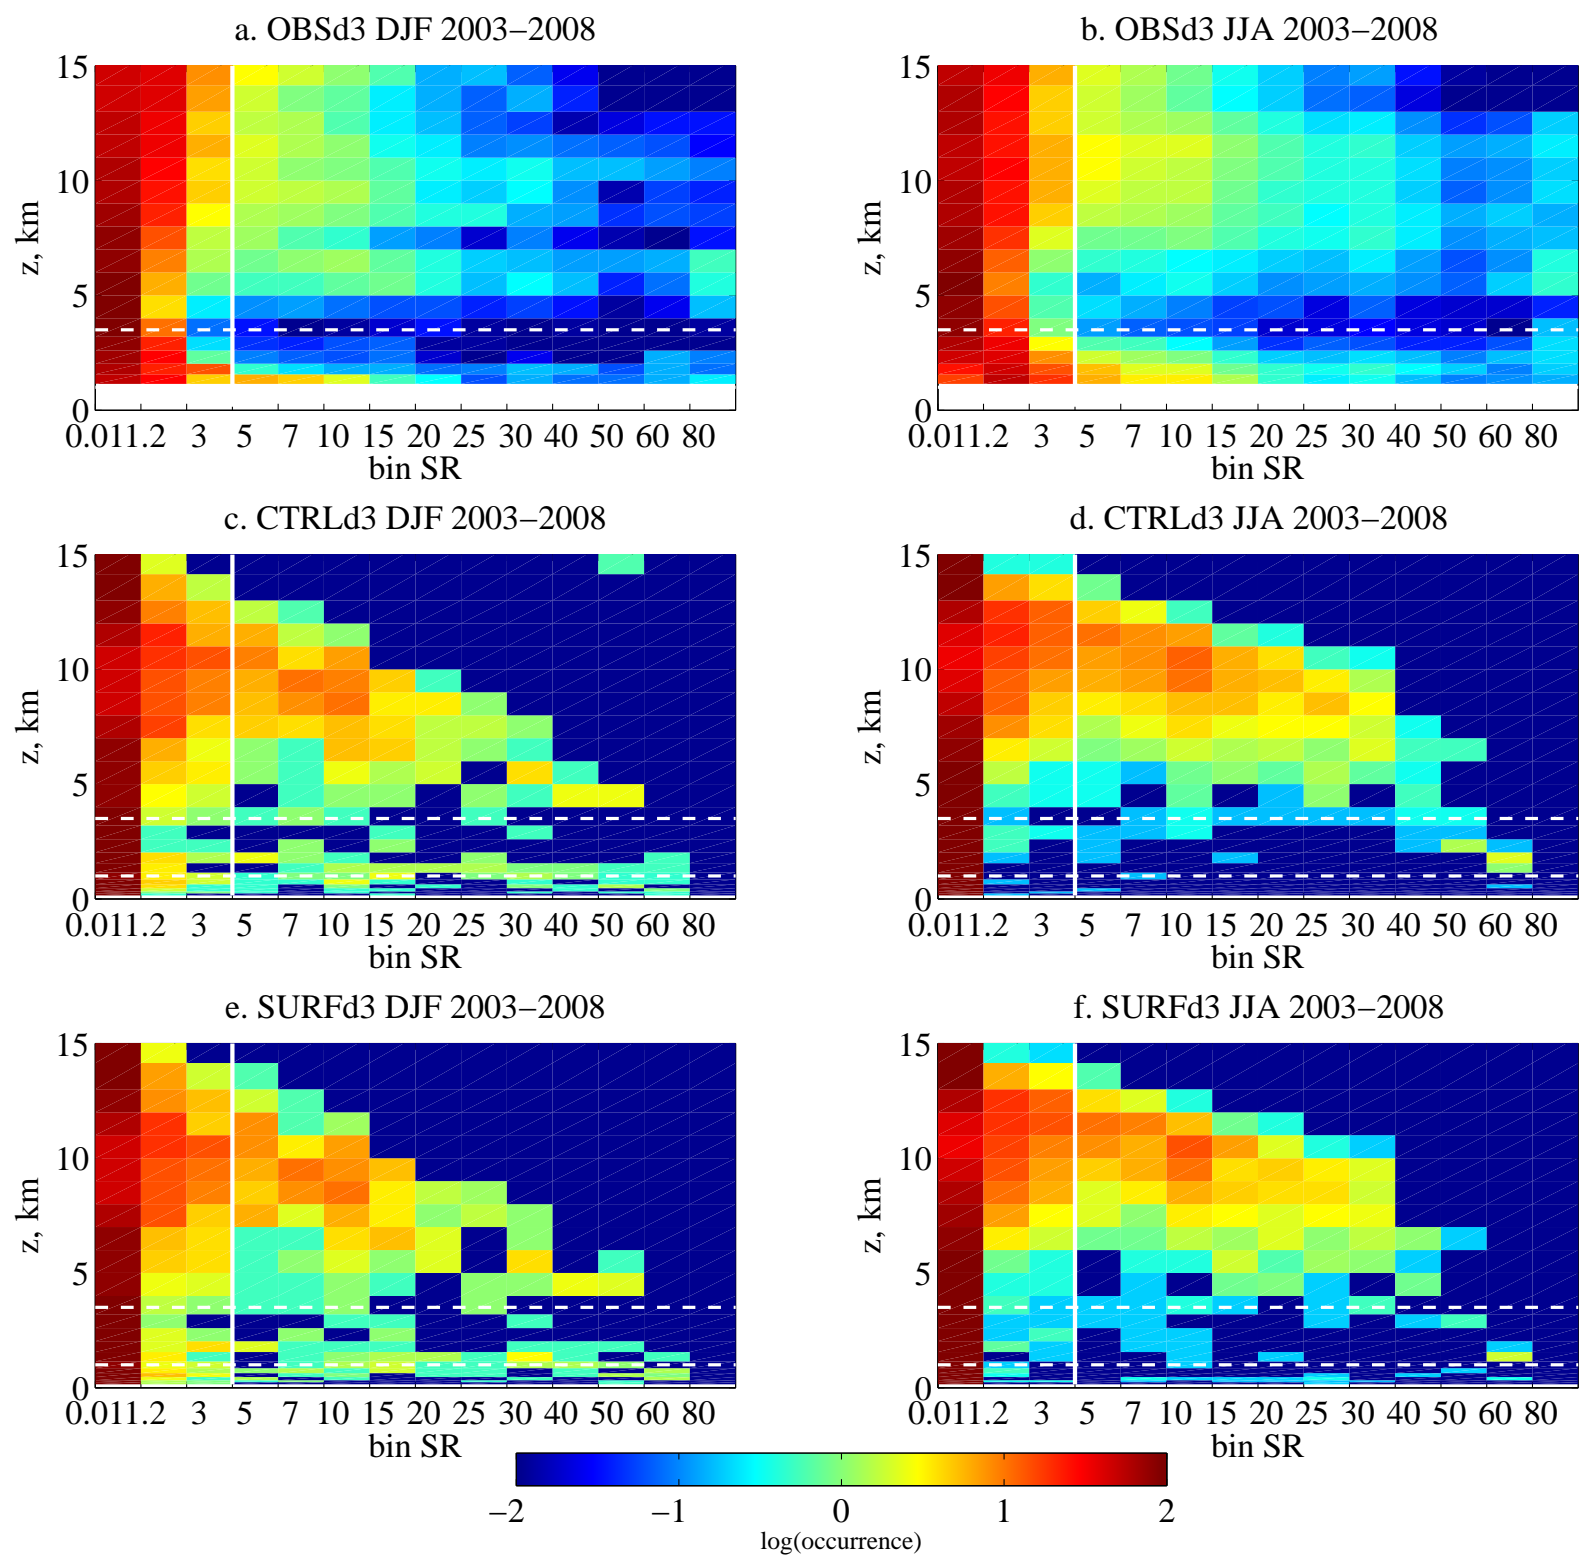 a. OBSd3 DJF 2003−2008
b. OBSd3 JJA 2003−2008
15
10
5
0
z, km
0.011.2 3 5 7 10 15 20 25 30 40 50 60 80
bin SR
15
10
5
0
z, km
0.011.2 3 5 7 10 15 20 25 30 40 50 60 80
bin SR
c. CTRLd3 DJF 2003−2008
d. CTRLd3 JJA 2003−2008
15
10
5
0
z, km
0.011.2 3 5 7 10 15 20 25 30 40 50 60 80
bin SR
15
10
5
0
z, km
0.011.2 3 5 7 10 15 20 25 30 40 50 60 80
bin SR
e. SURFd3 DJF 2003−2008
f. SURFd3 JJA 2003−2008
15
10
5
0
z, km
0.011.2 3 5 7 10 15 20 25 30 40 50 60 80
bin SR
15
10
5
0
z, km
0.011.2 3 5 7 10 15 20 25 30 40 50 60 80
bin SR
−2 −1 0 1 2
log(occurrence)